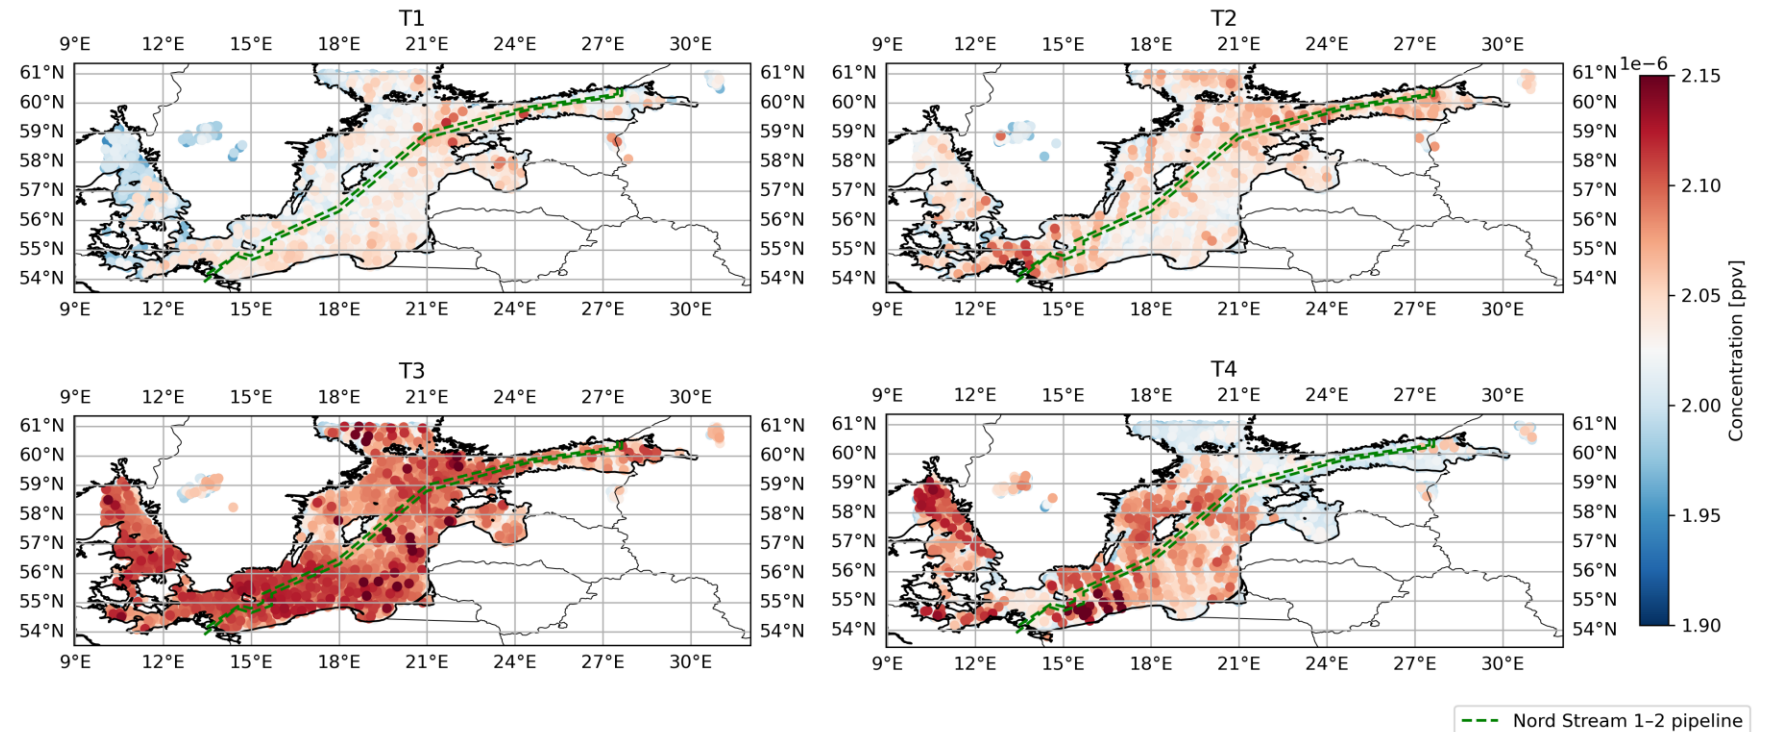 T1
T2
9°E 12°E 15°E 18°E 21°E 24°E 27°E 30°E
9°E 12°E 15°E 18°E 21°E 24°E 27°E 30°E
1e−6
61°N 61°N 61°N 61°N
60°N 60°N 60°N 60°N
59°N 59°N 59°N 59°N
58°N 58°N 58°N 58°N
57°N 57°N 57°N 57°N
56°N 56°N 56°N 56°N
55°N 55°N 55°N 55°N
54°N 54°N 54°N 54°N
9°E 12°E 15°E 18°E 21°E 24°E 27°E 30°E
9°E 12°E 15°E 18°E 21°E 24°E 27°E 30°E
T3
T4
9°E 12°E 15°E 18°E 21°E 24°E 27°E 30°E
9°E 12°E 15°E 18°E 21°E 24°E 27°E 30°E
61°N 61°N 61°N 61°N
60°N 60°N 60°N 60°N
59°N 59°N 59°N 59°N
58°N 58°N 58°N 58°N
57°N 57°N 57°N 57°N
56°N 56°N 56°N 56°N
55°N 55°N 55°N 55°N
54°N 54°N 54°N 54°N
9°E 12°E 15°E 18°E 21°E 24°E 27°E 30°E
9°E 12°E 15°E 18°E 21°E 24°E 27°E 30°E
2.15
2.10
2.05
2.00
1.95
1.90
Concentration [ppv]
Nord Stream 1–2 pipeline